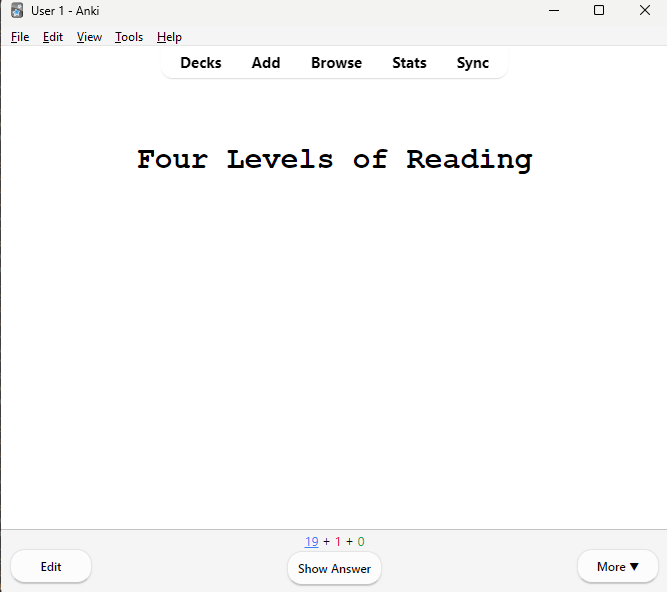 User 1 - Anki
File Edit View Tools Help
Decks Add Browse Stats Sync
Four Levels of Reading
19 + 1 + 0
Edit Show Answer More ▼